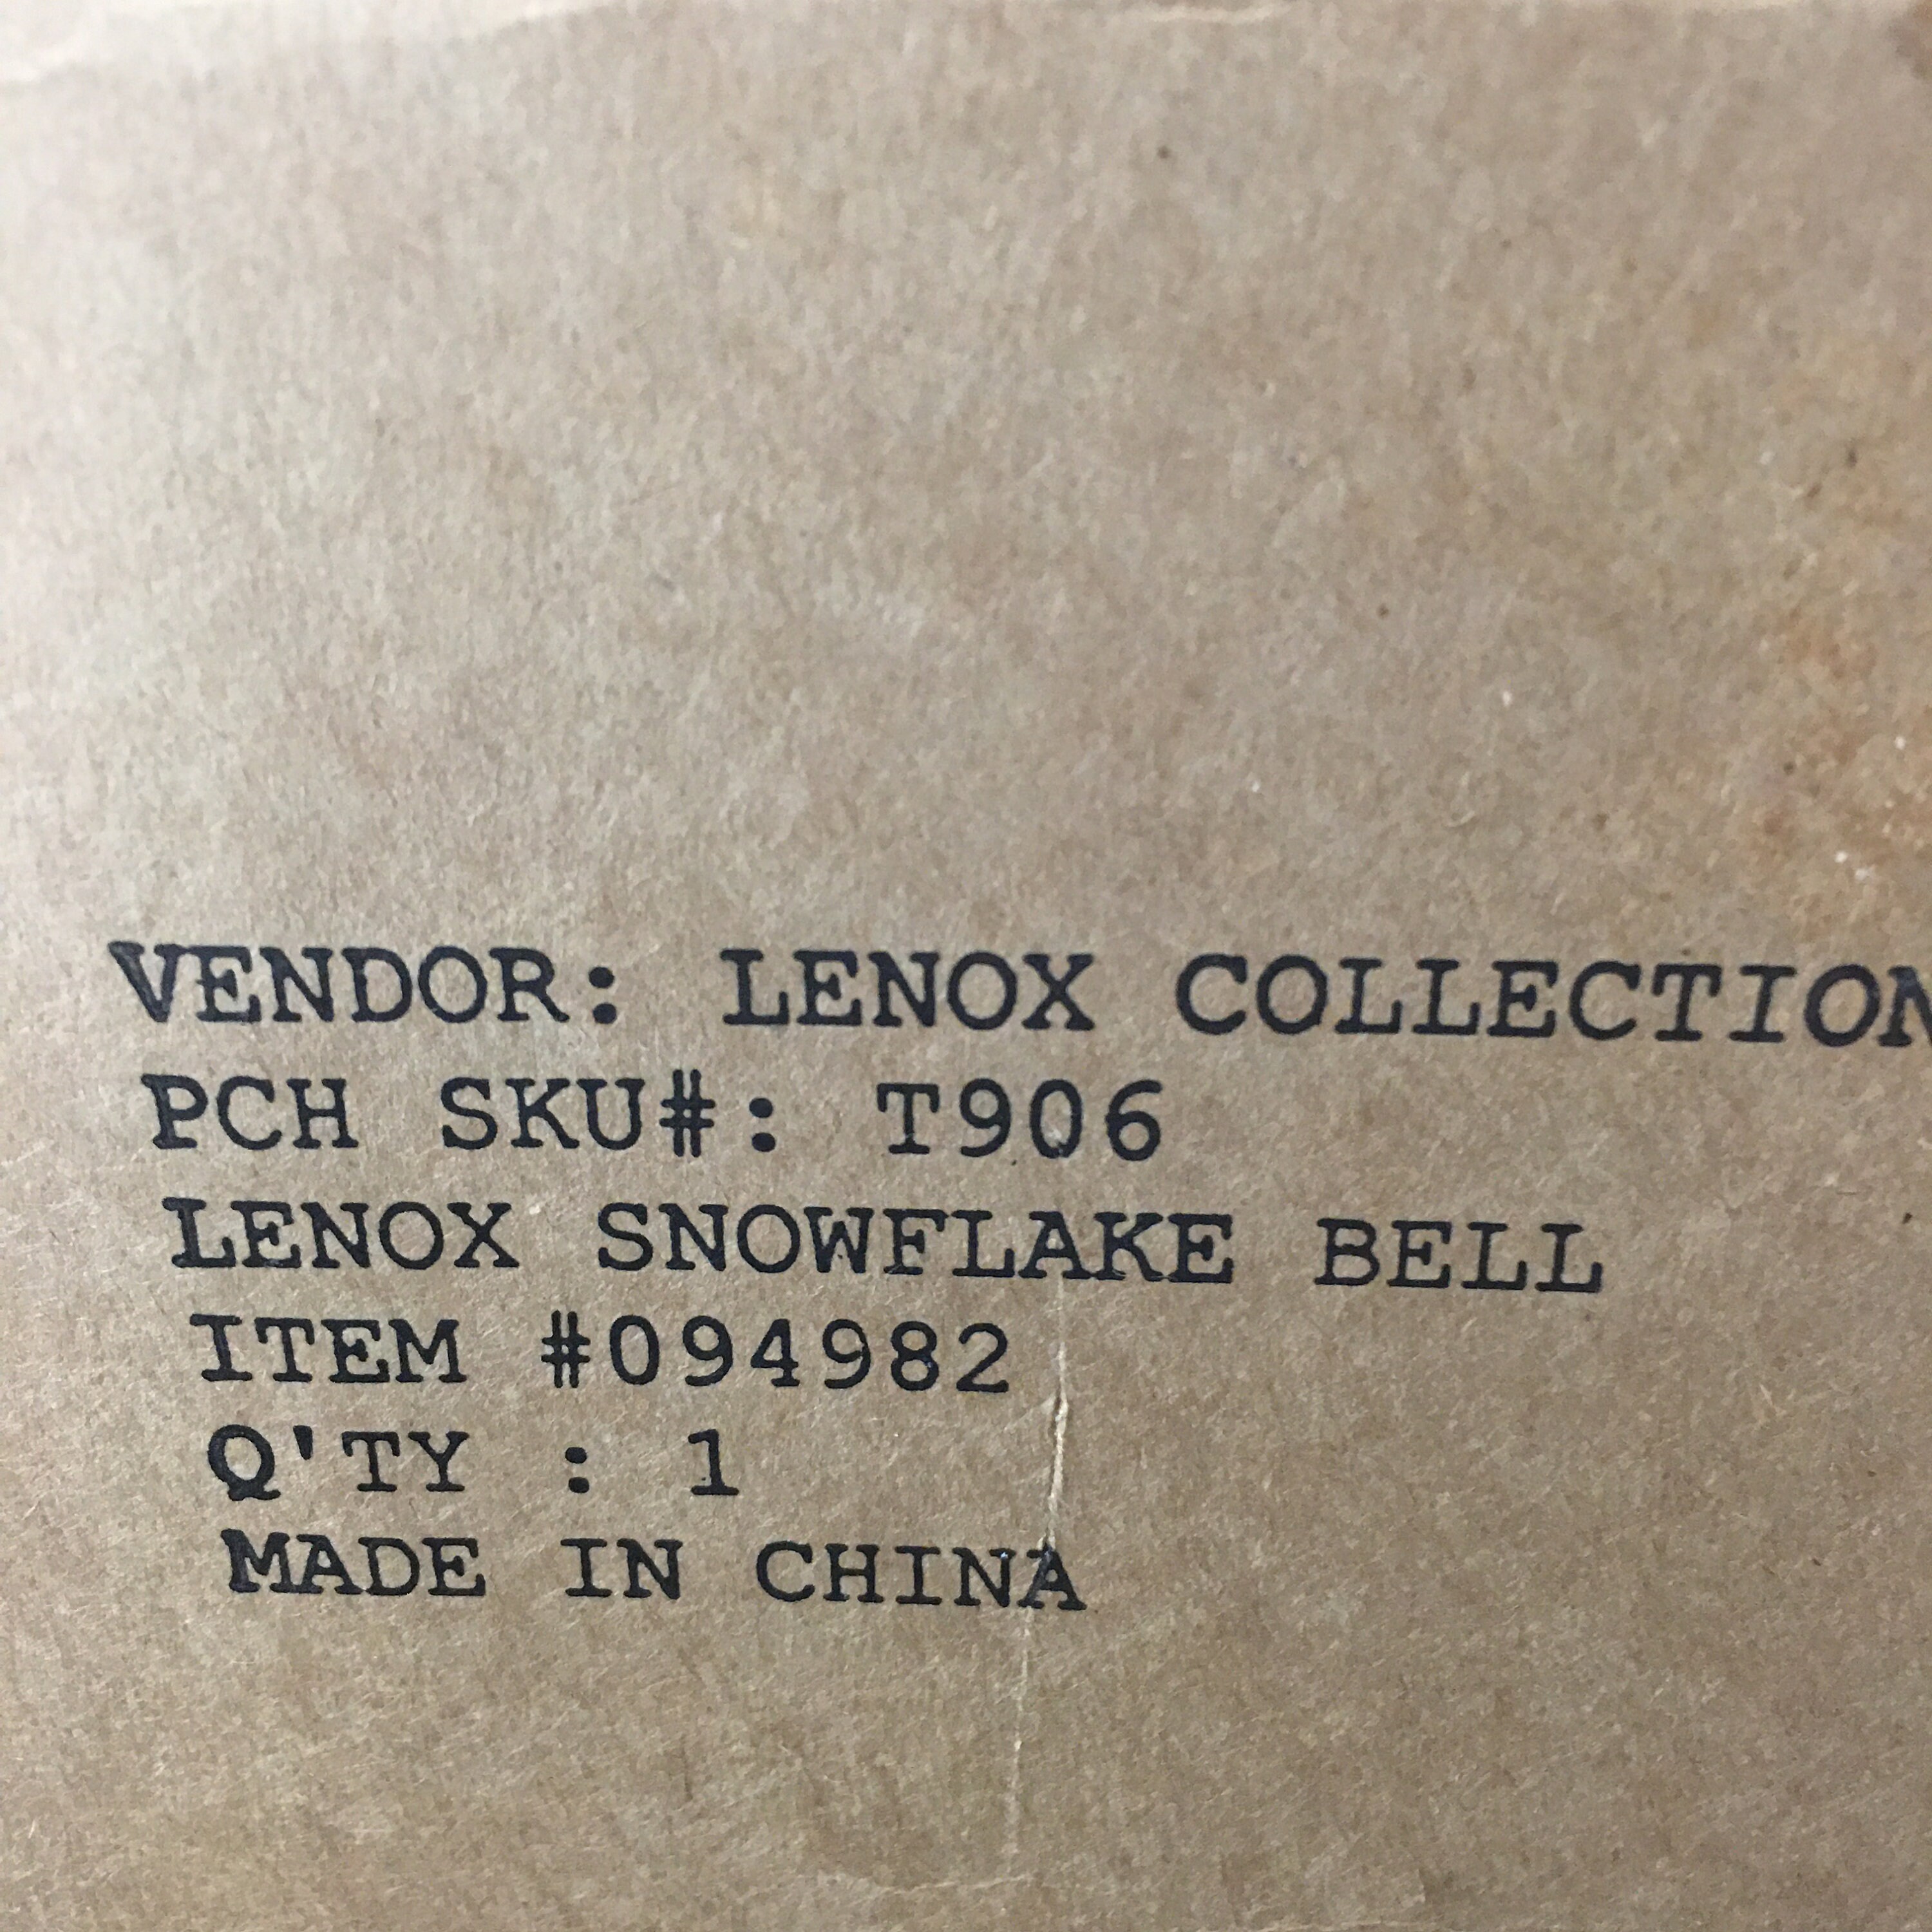 VENDOR: LENOX COLLECTION
PCH SKU#: T906
LENOX SNOWFLAKE BELL
ITEM #094982
Q'TY : 1
MADE IN CHINA